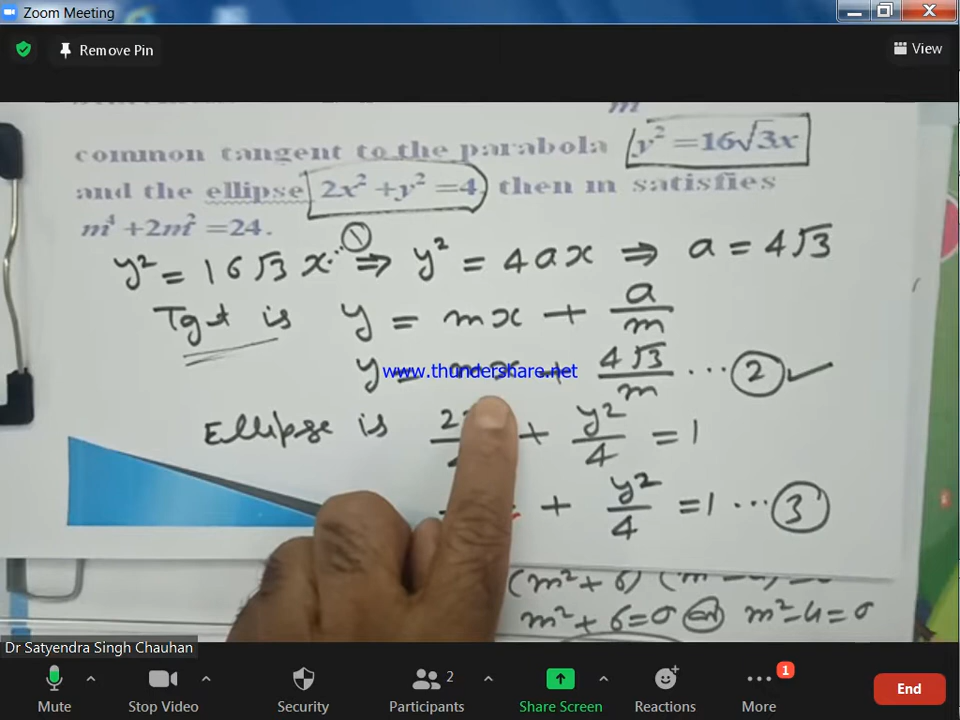 Zoom Meeting
Remove Pin
View
m
common tangent to the parabola y² = 16√3x
and the ellipse 2x² + y² = 4, then m satisfies
m⁴ + 2m² = 24.
y² = 16√3 x ... ① ⇒ y² = 4ax ⇒ a = 4√3
Tgt is y = mx + a/m
y = mx + 4√3/m ... ② ✓
www.thundershare.net
Ellipse is + y²/4 = 1
+ y²/4 = 1 ... ③
(m² + 6) (m
m² + 6 = 0 or m² - 4 = 0
Dr Satyendra Singh Chauhan
Mute
Stop Video
Security
2
Participants
Share Screen
Reactions
1
More
End